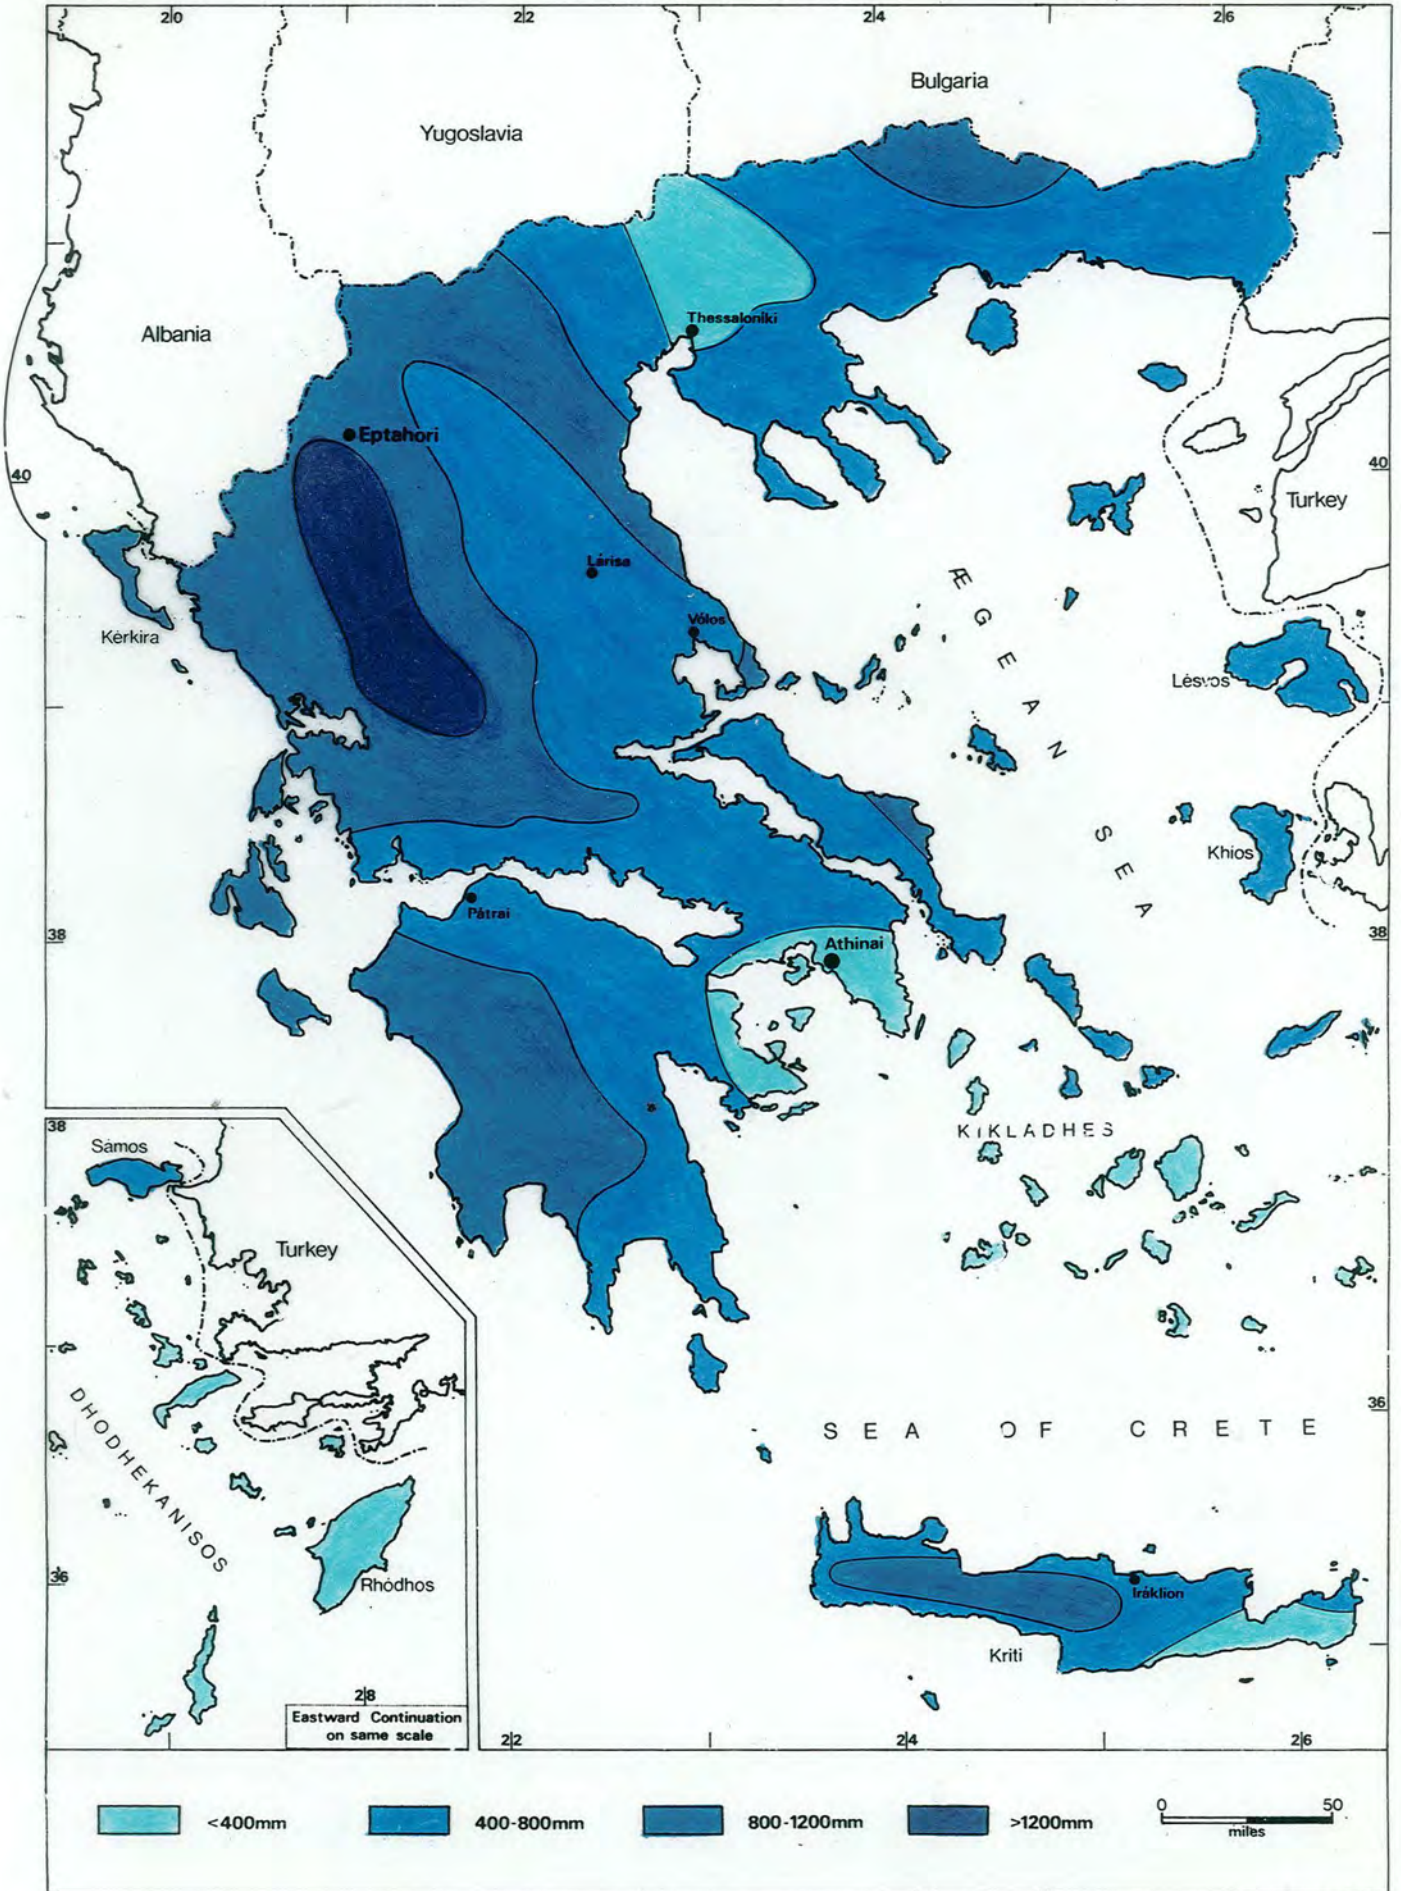 20 22 24 26
Bulgaria
Yugoslavia
Thessaloniki
Albania
Eptahori
40 40
Turkey
Lárisa
ÆGEAN SEA
Vólos
Kérkira
Lésvos
Khios
Pátrai
38 38
Athinai
KIKLADHES
38
Sámos
Turkey
36
SEA OF CRETE
DHODHEKANISOS
36
Rhódhos
Iráklion
Kriti
28
Eastward Continuation
on same scale
22 24 26
<400mm 400-800mm 800-1200mm >1200mm 0 50
miles